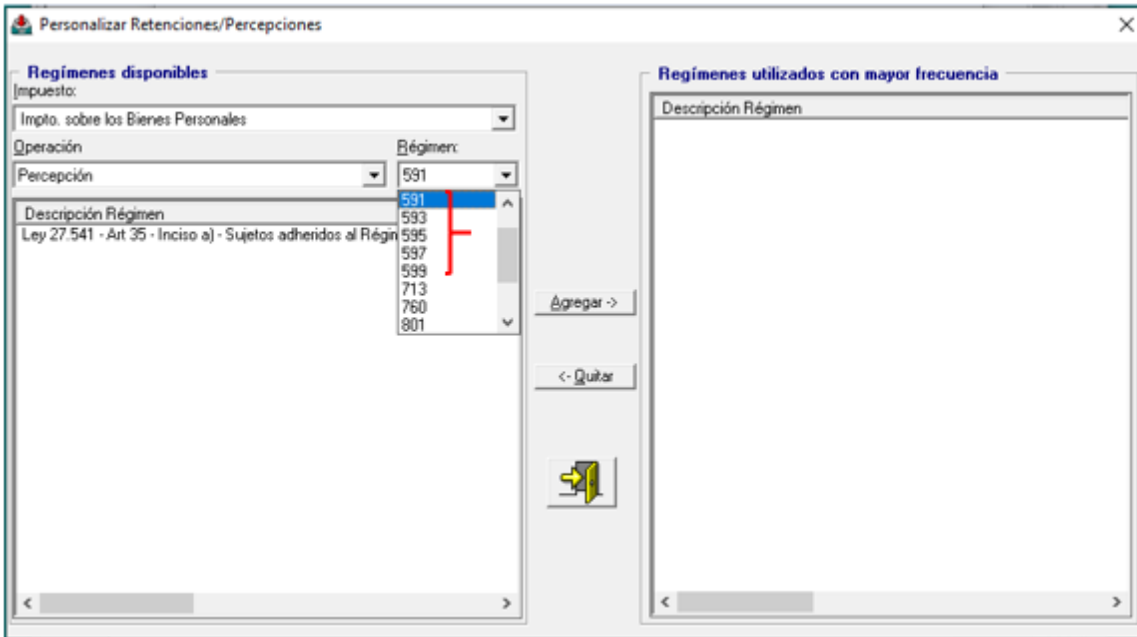 Personalizar Retenciones/Percepciones
Regímenes disponibles
Impuesto:
Impto. sobre los Bienes Personales
Operación
Régimen:
Percepción
591
Descripción Régimen
Ley 27.541 - Art 35 - Inciso a) - Sujetos adheridos al Régin
591
593
595
597
599
713
760
801
Agregar ->
<- Quitar
Regímenes utilizados con mayor frecuencia
Descripción Régimen